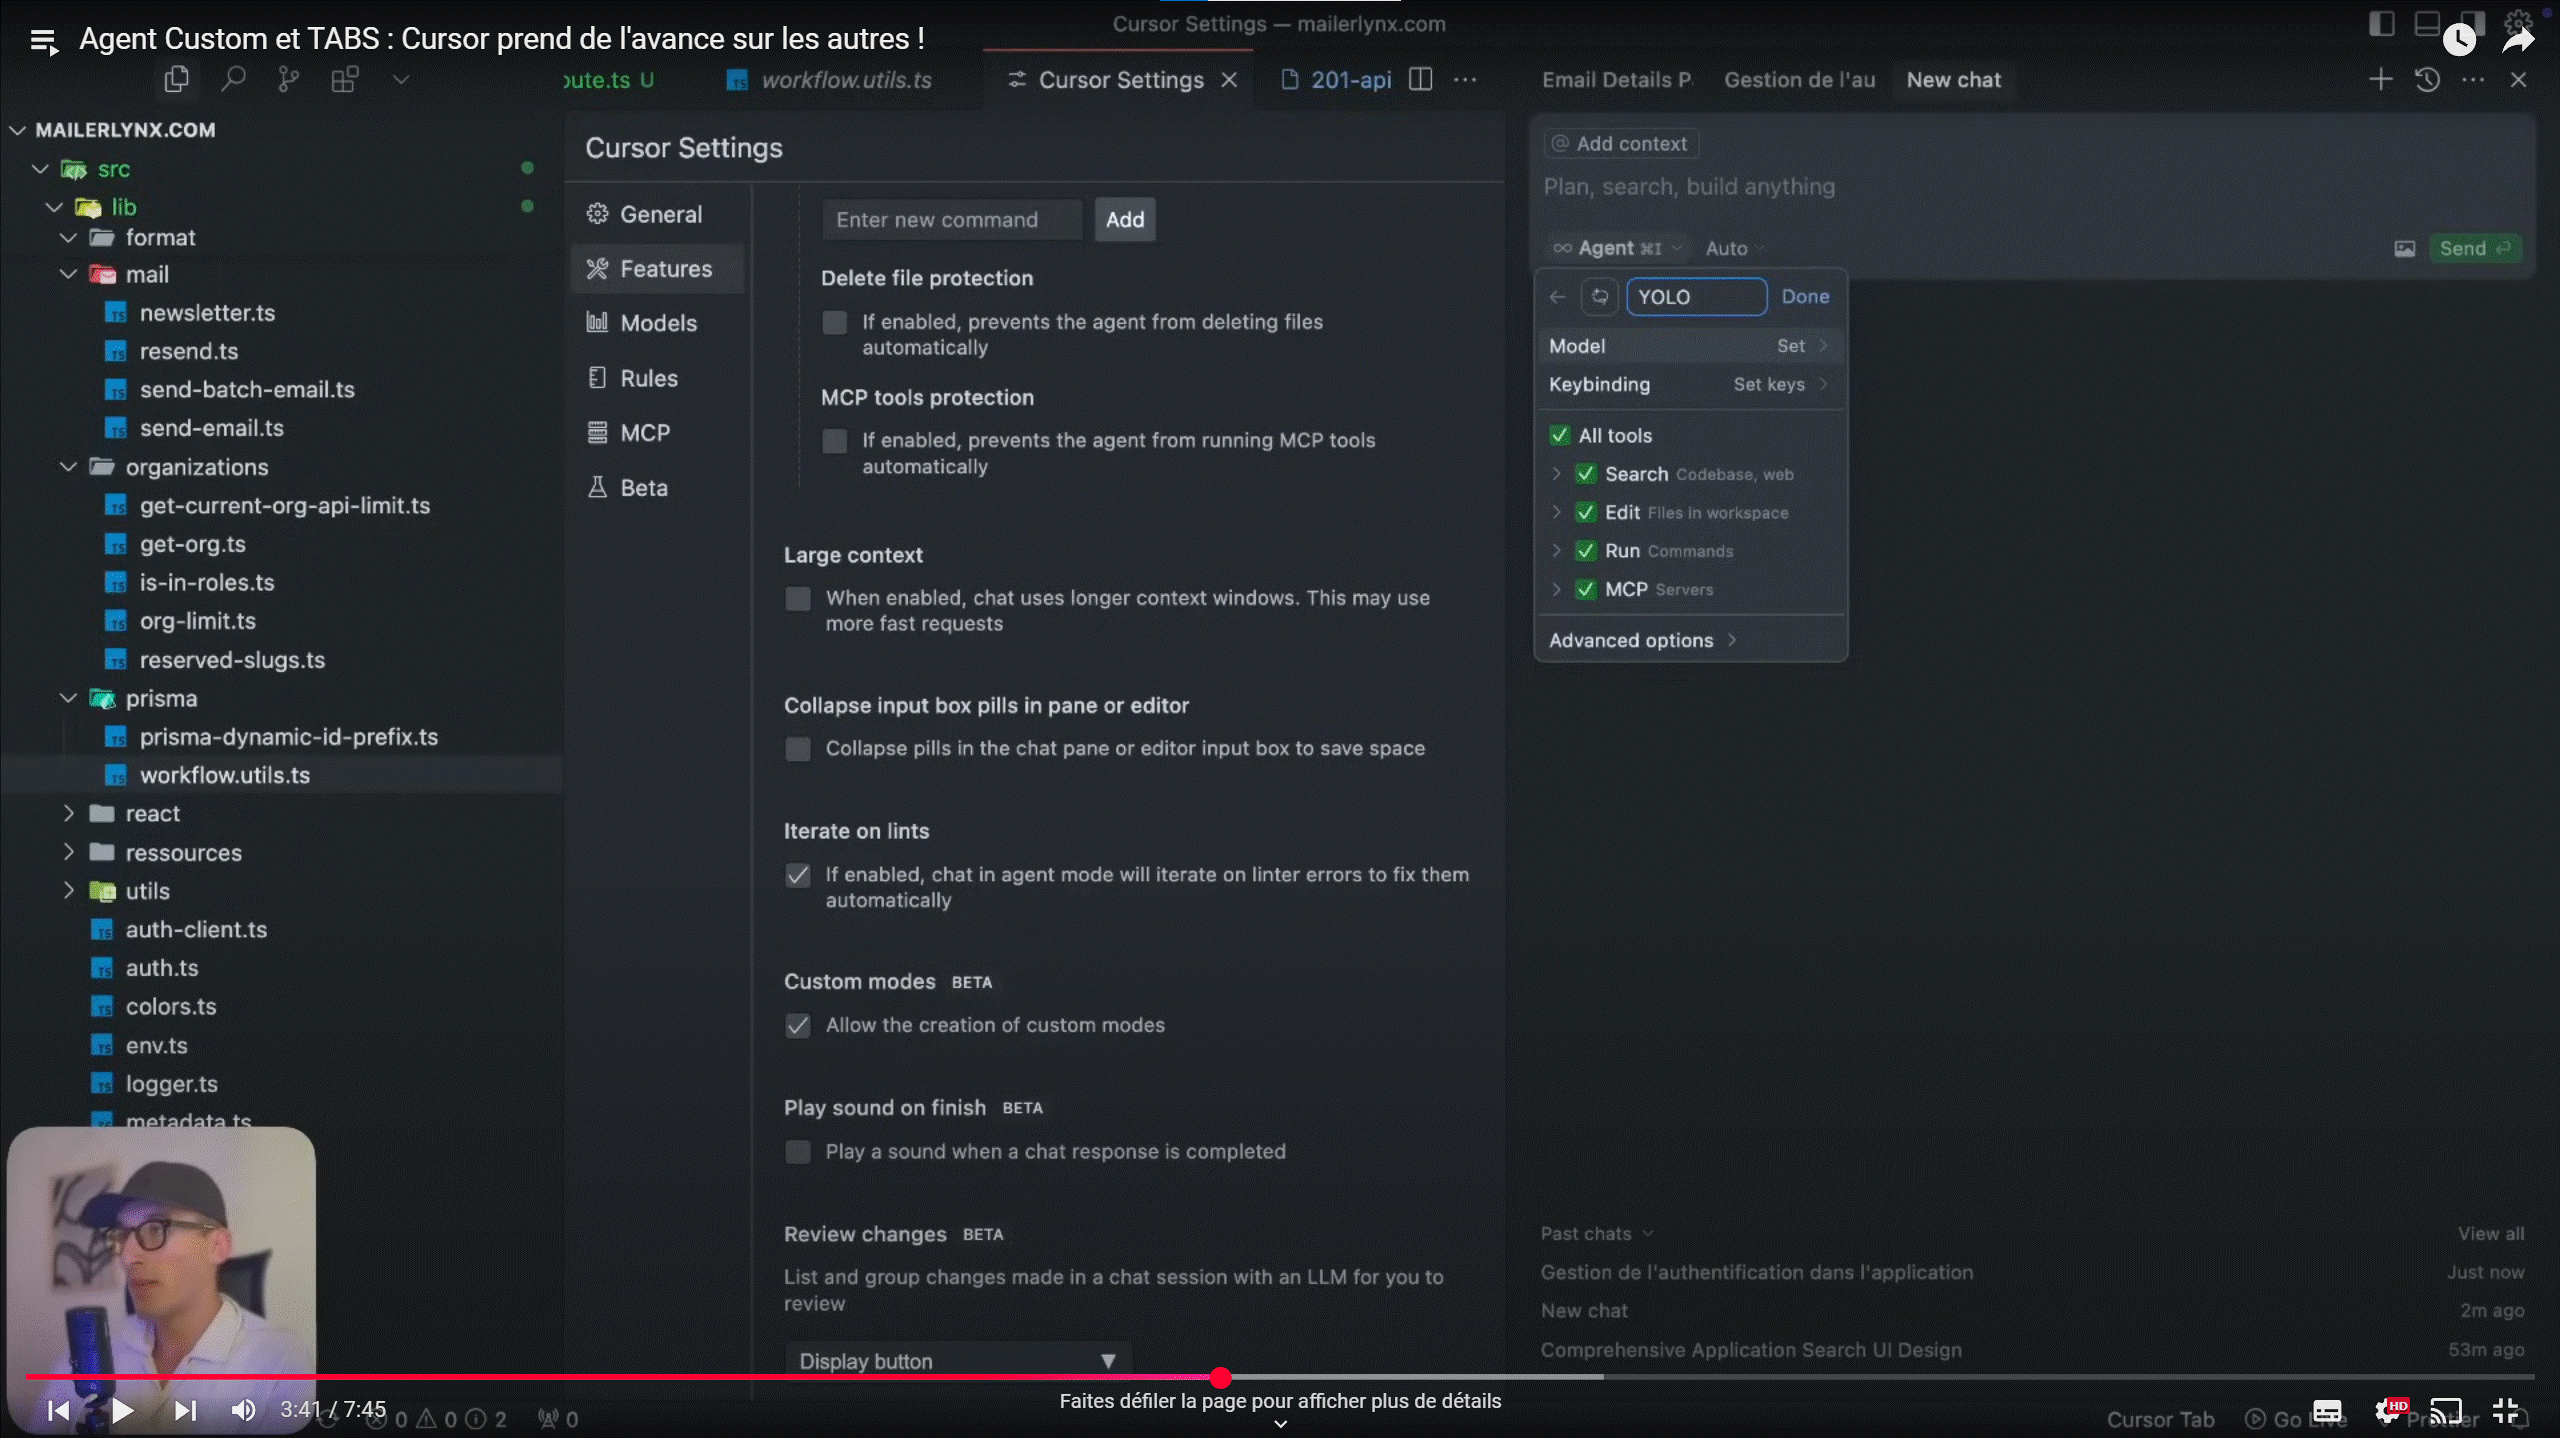 Agent Custom et TABS : Cursor prend de l'avance sur les autres !
Cursor Settings — mailerlynx.com
oute.ts U
workflow.utils.ts
Cursor Settings
201-api
Email Details P
Gestion de l'au
New chat
MAILERLYNX.COM
src
lib
format
mail
newsletter.ts
resend.ts
send-batch-email.ts
send-email.ts
organizations
get-current-org-api-limit.ts
get-org.ts
is-in-roles.ts
org-limit.ts
reserved-slugs.ts
prisma
prisma-dynamic-id-prefix.ts
workflow.utils.ts
react
ressources
utils
auth-client.ts
auth.ts
colors.ts
env.ts
logger.ts
metadata.ts
Cursor Settings
General
Features
Models
Rules
MCP
Beta
Enter new command
Add
Delete file protection
If enabled, prevents the agent from deleting files
automatically
MCP tools protection
If enabled, prevents the agent from running MCP tools
automatically
Large context
When enabled, chat uses longer context windows. This may use
more fast requests
Collapse input box pills in pane or editor
Collapse pills in the chat pane or editor input box to save space
Iterate on lints
If enabled, chat in agent mode will iterate on linter errors to fix them
automatically
Custom modes BETA
Allow the creation of custom modes
Play sound on finish BETA
Play a sound when a chat response is completed
Review changes BETA
List and group changes made in a chat session with an LLM for you to
review
Display button
@ Add context
Plan, search, build anything
Agent ⌘I
Auto
Send
YOLO
Done
Model Set
Keybinding Set keys
All tools
Search Codebase, web
Edit Files in workspace
Run Commands
MCP Servers
Advanced options
Past chats
View all
Gestion de l'authentification dans l'application
Just now
New chat
2m ago
Comprehensive Application Search UI Design
53m ago
3:41 / 7:45
0 0 2 0
Faites défiler la page pour afficher plus de détails
Cursor Tab
Go Live
HD
Prettier